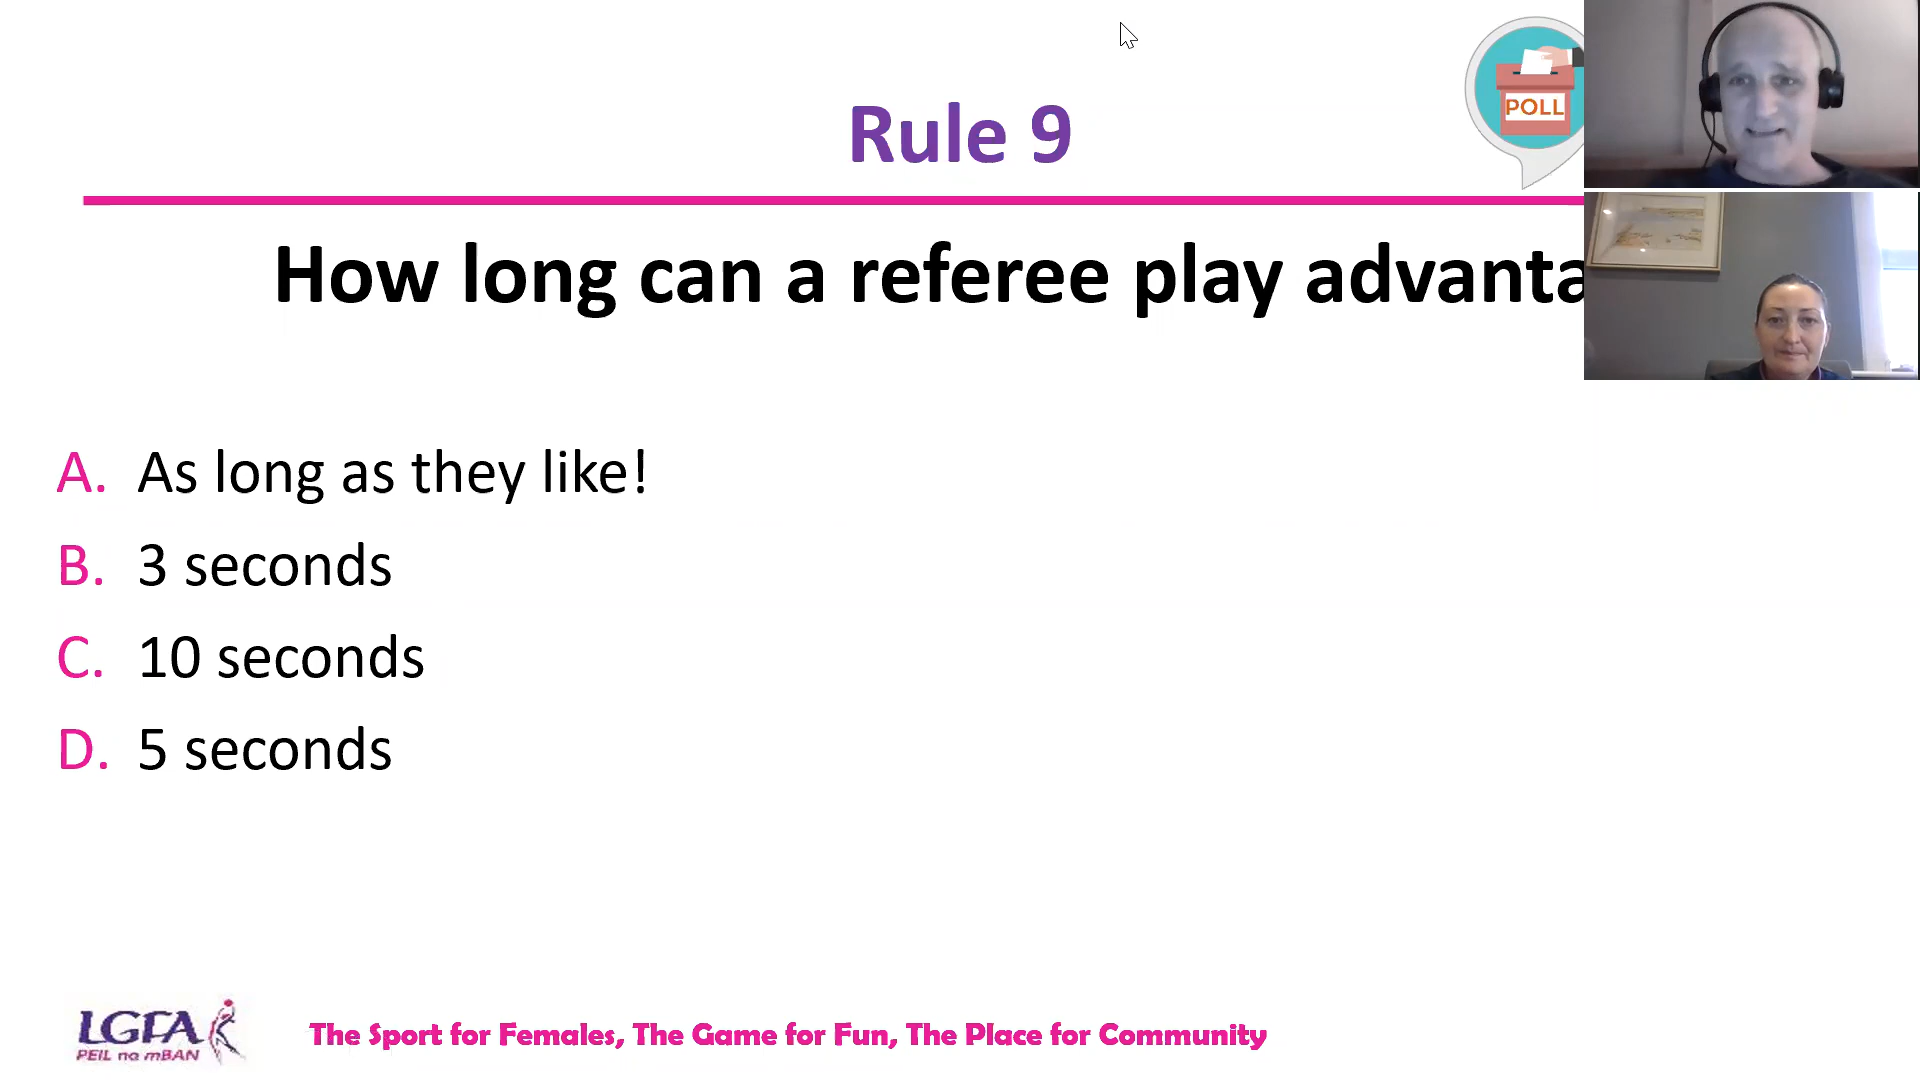 Rule 9
POLL
How long can a referee play advanta
A. As long as they like!
B. 3 seconds
C. 10 seconds
D. 5 seconds
LGFA
PEIL na mBAN
The Sport for Females, The Game for Fun, The Place for Community